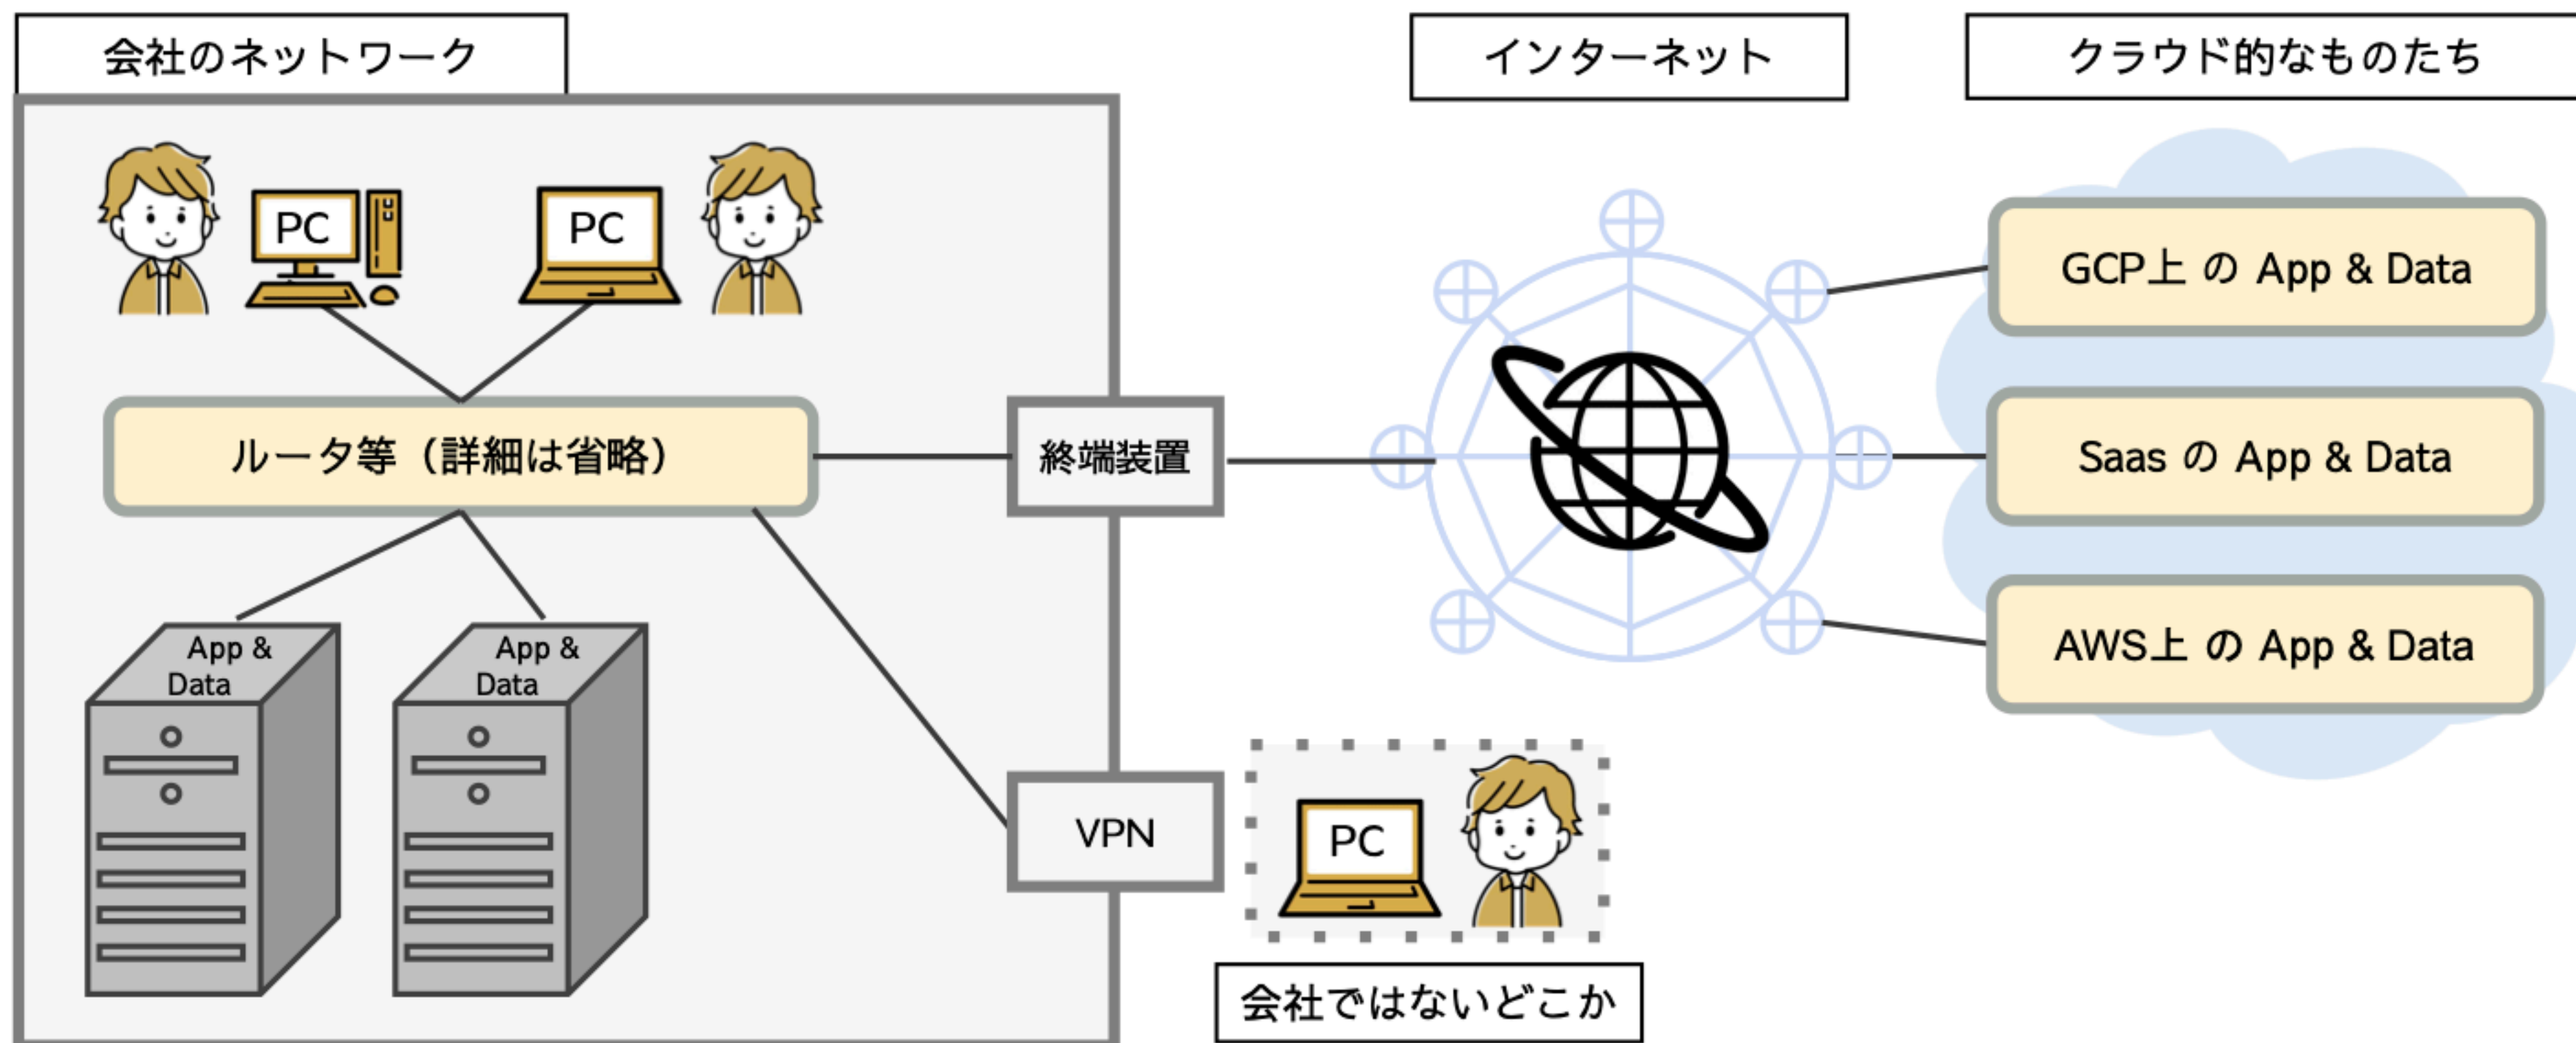 会社のネットワーク
インターネット
クラウド的なものたち
PC
PC
GCP上 の App & Data
ルータ等（詳細は省略）
終端装置
Saas の App & Data
App &
Data
App &
Data
AWS上 の App & Data
VPN
PC
会社ではないどこか